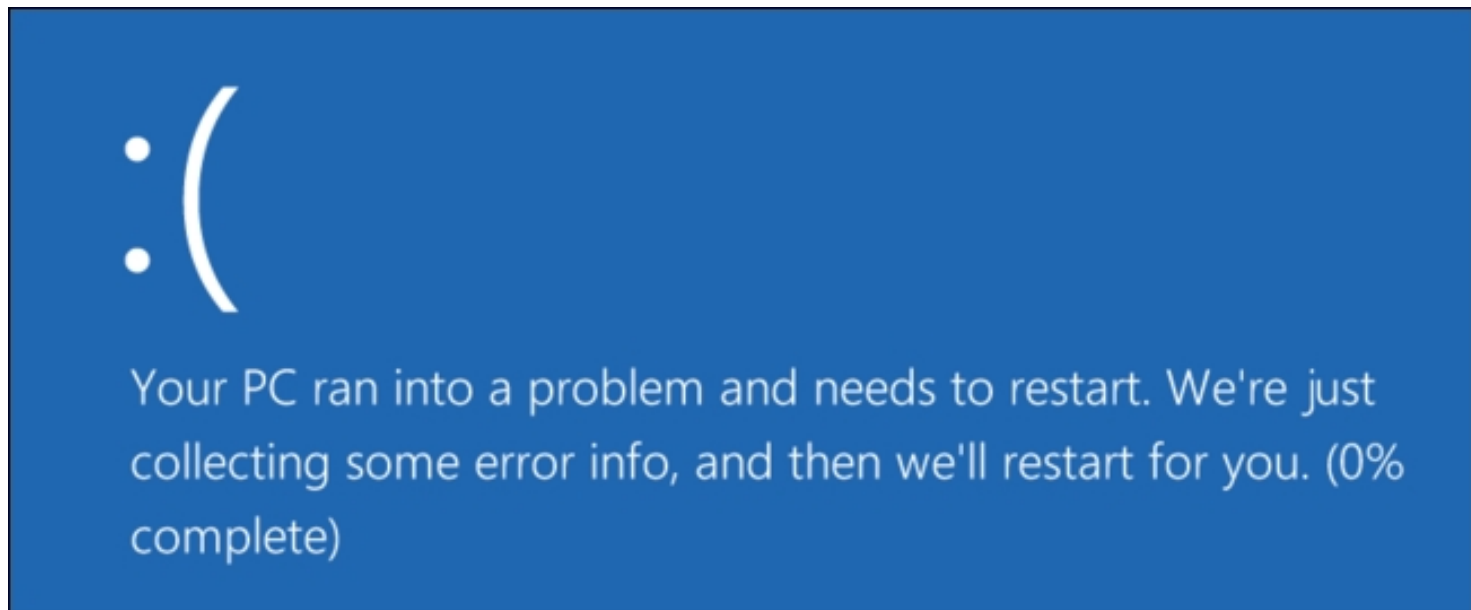 :(
Your PC ran into a problem and needs to restart. We're just
collecting some error info, and then we'll restart for you. (0%
complete)